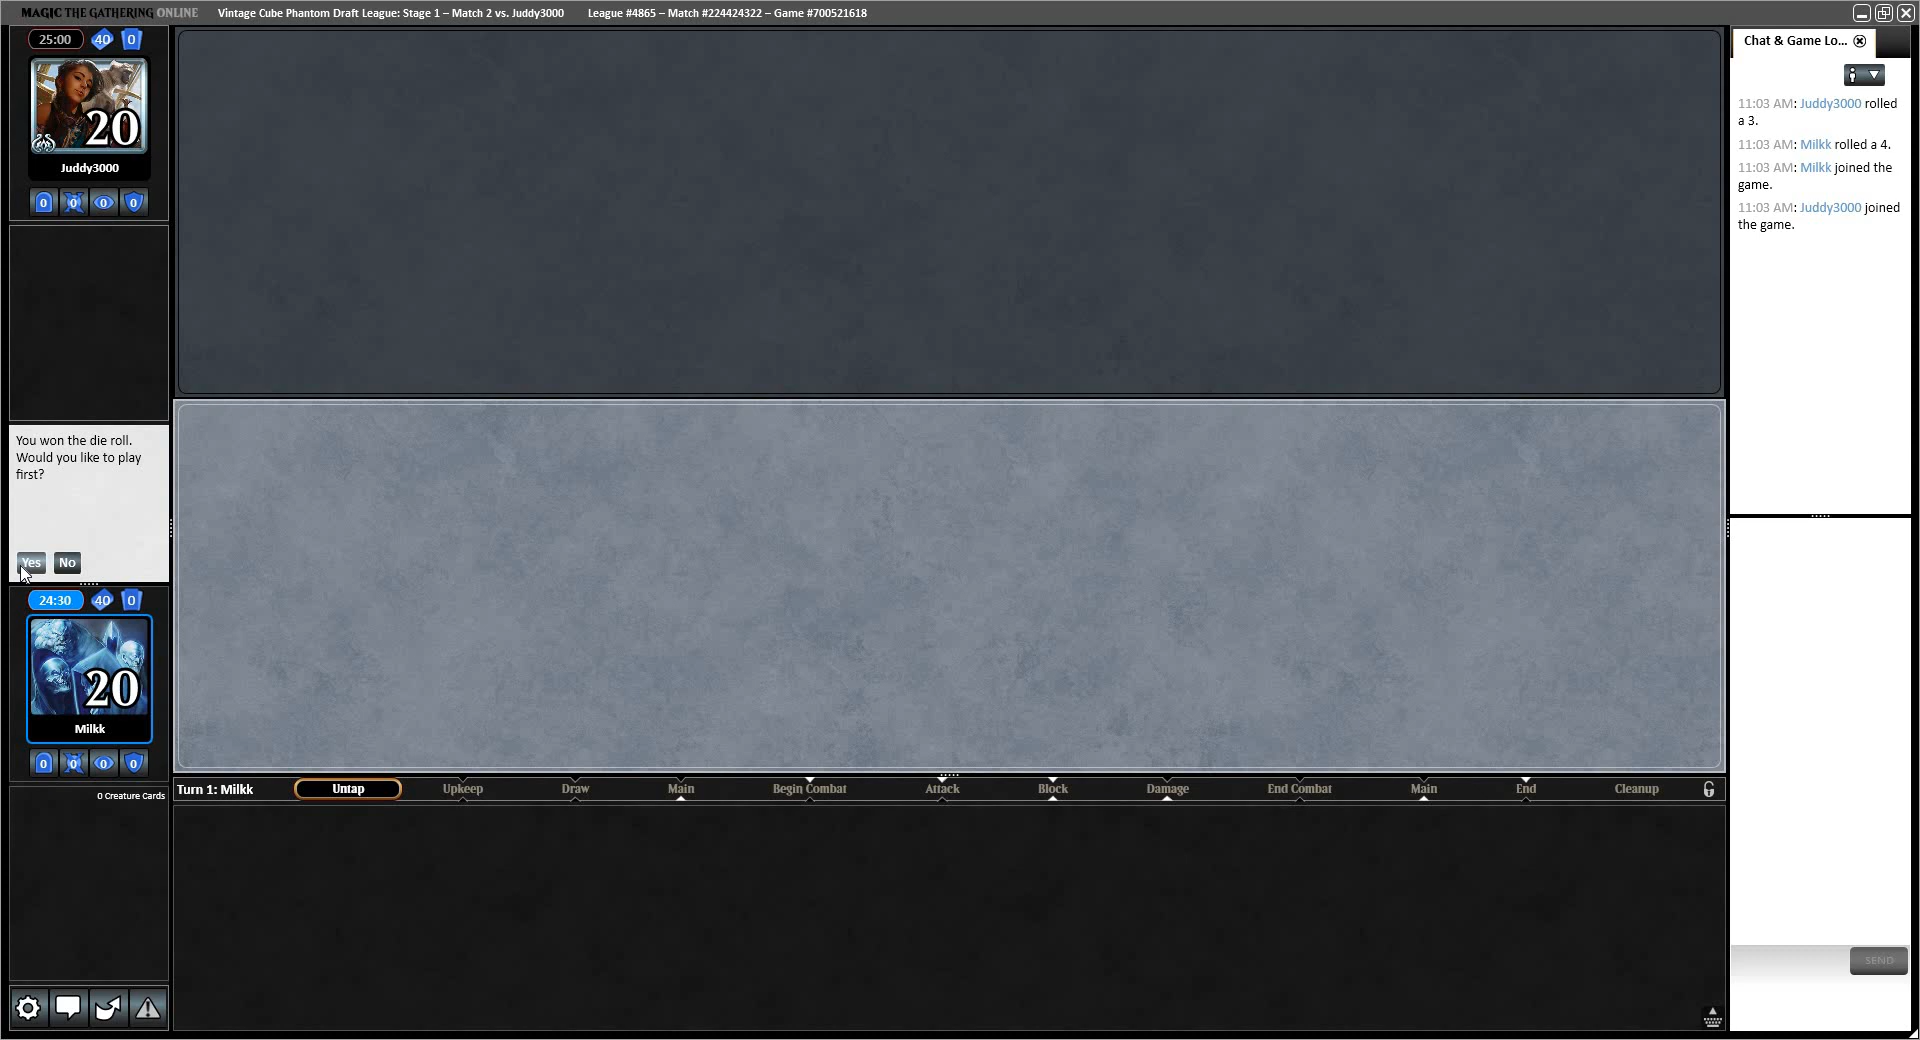 MAGIC THE GATHERING ONLINE
Vintage Cube Phantom Draft League: Stage 1 – Match 2 vs. Juddy3000
League #4865 – Match #224424322 – Game #700521618
25:00 40 0
20
Juddy3000
0 0 0 0
You won the die roll.
Would you like to play
first?
Yes No
24:30 40 0
20
Milkk
0 0 0 0
0 Creature Cards
Turn 1: Milkk Untap Upkeep Draw Main Begin Combat Attack Block Damage End Combat Main End Cleanup
Chat & Game Lo...
11:03 AM: Juddy3000 rolled
a 3.
11:03 AM: Milkk rolled a 4.
11:03 AM: Milkk joined the
game.
11:03 AM: Juddy3000 joined
the game.
SEND